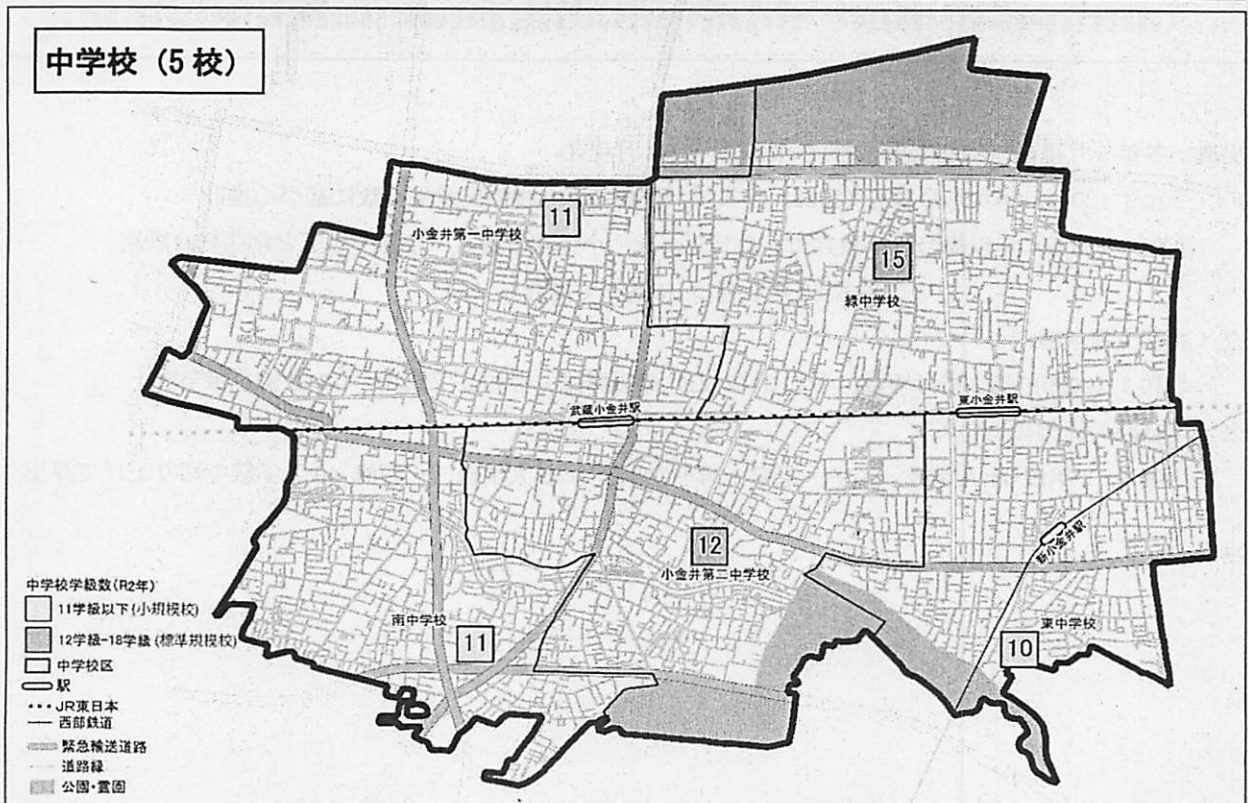 中学校（5校）
11
小金井第一中学校
15
緑中学校
武蔵小金井駅
東小金井駅
新小金井駅
12
小金井第二中学校
南中学校
11
東中学校
10
中学校学級数(R2年)
11学級以下(小規模校)
12学級-18学級(標準規模校)
中学校区
駅
JR東日本
西部鉄道
緊急輸送道路
道路縁
公園・霊園